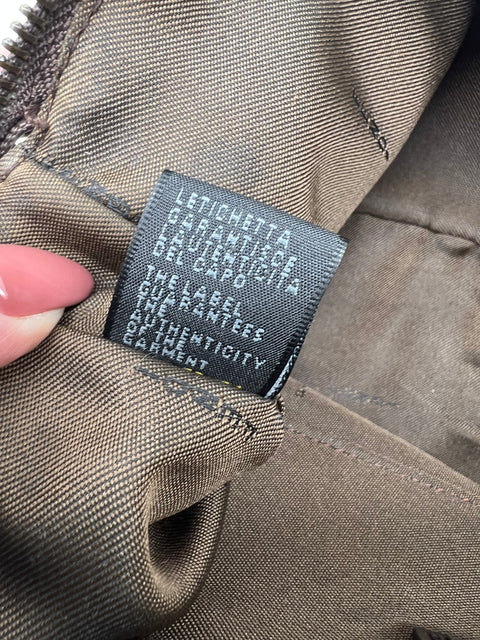 L'ETICHETTA
GARANTISCE
L'AUTENTICITA
DEL CAPO
THE LABEL
GUARANTEES
THE
AUTHENTICITY
OF THE
GARMENT